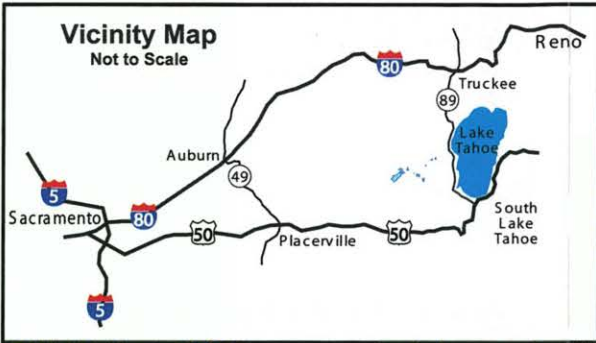 Vicinity Map
Not to Scale
Reno
80
Truckee
89
Lake
Tahoe
Auburn
49
5
Sacramento
80
50
Placerville
50
South
Lake
Tahoe
5